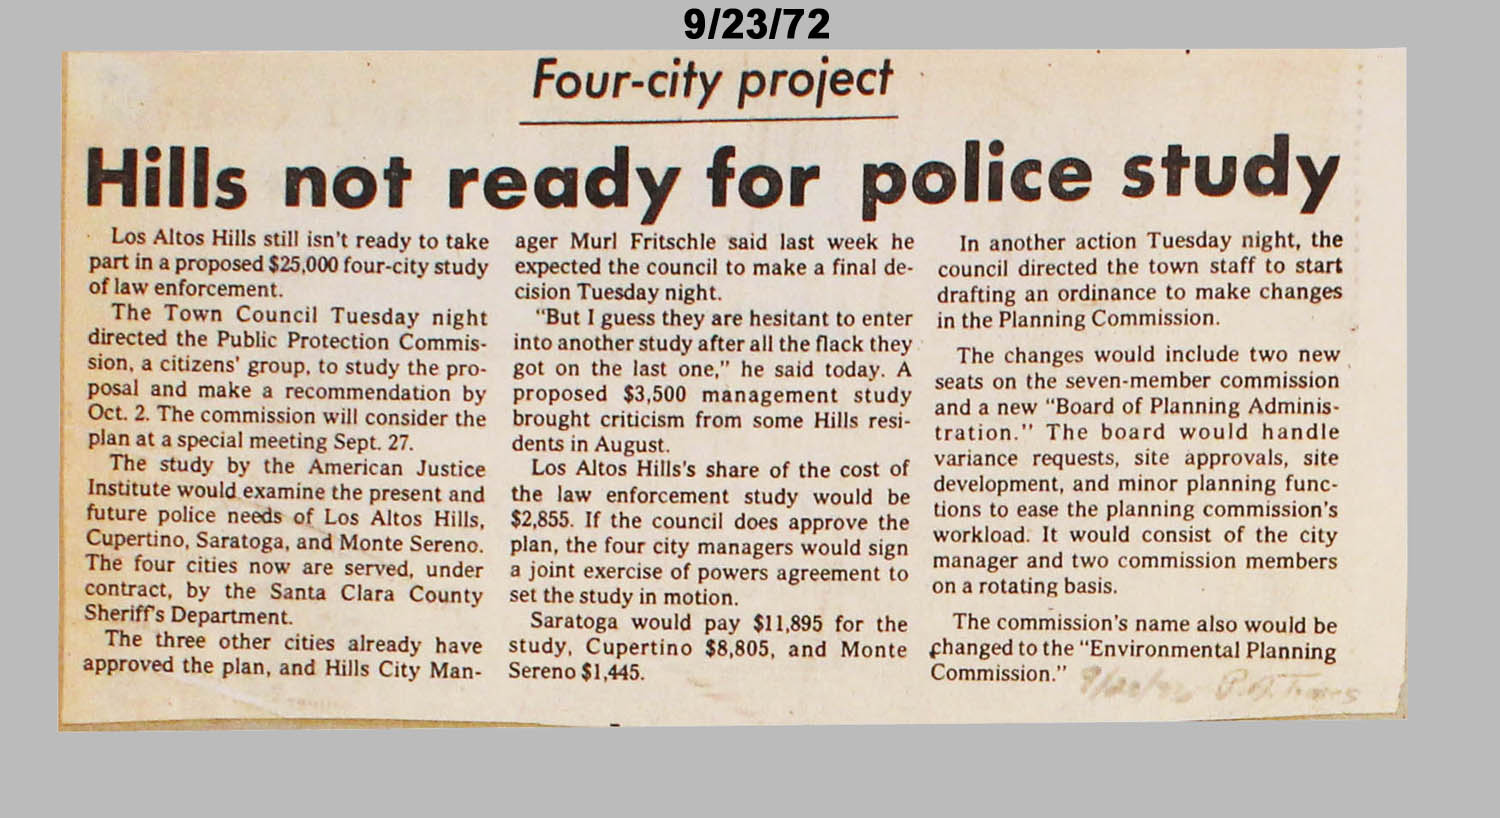 9/23/72
Four-city project
Hills not ready for police study
Los Altos Hills still isn't ready to take
part in a proposed $25,000 four-city study
of law enforcement.
The Town Council Tuesday night
directed the Public Protection Commis-
sion, a citizens' group, to study the pro-
posal and make a recommendation by
Oct. 2. The commission will consider the
plan at a special meeting Sept. 27.
The study by the American Justice
Institute would examine the present and
future police needs of Los Altos Hills,
Cupertino, Saratoga, and Monte Sereno.
The four cities now are served, under
contract, by the Santa Clara County
Sheriff's Department.
The three other cities already have
approved the plan, and Hills City Man-
ager Murl Fritschle said last week he
expected the council to make a final de-
cision Tuesday night.
"But I guess they are hesitant to enter
into another study after all the flack they
got on the last one," he said today. A
proposed $3,500 management study
brought criticism from some Hills resi-
dents in August.
Los Altos Hills's share of the cost of
the law enforcement study would be
$2,855. If the council does approve the
plan, the four city managers would sign
a joint exercise of powers agreement to
set the study in motion.
Saratoga would pay $11,895 for the
study, Cupertino $8,805, and Monte
Sereno $1,445.
In another action Tuesday night, the
council directed the town staff to start
drafting an ordinance to make changes
in the Planning Commission.
The changes would include two new
seats on the seven-member commission
and a new "Board of Planning Adminis-
tration." The board would handle
variance requests, site approvals, site
development, and minor planning func-
tions to ease the planning commission's
workload. It would consist of the city
manager and two commission members
on a rotating basis.
The commission's name also would be
changed to the "Environmental Planning
Commission."
P.A. Times